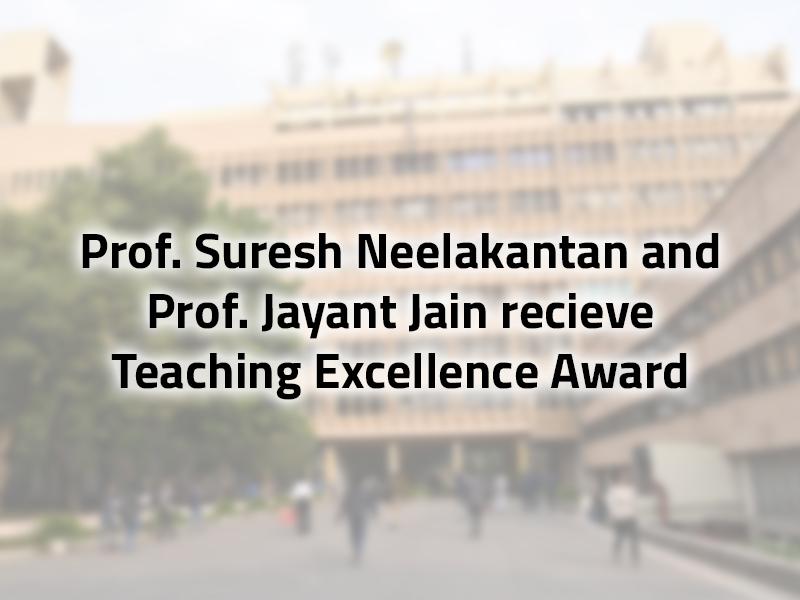 Prof. Suresh Neelakantan and
Prof. Jayant Jain recieve
Teaching Excellence Award